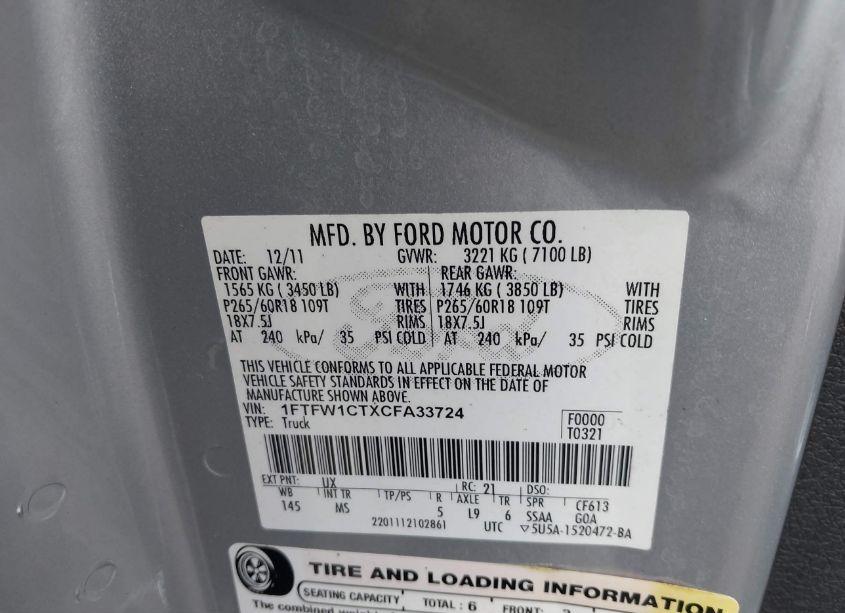 MFD. BY FORD MOTOR CO.
DATE: 12/11 GVWR: 3221 KG ( 7100 LB)
FRONT GAWR: REAR GAWR:
1565 KG ( 3450 LB) WITH 1746 KG ( 3850 LB) WITH
P265/60R18 109T TIRES P265/60R18 109T TIRES
18X7.5J RIMS 18X7.5J RIMS
AT 240 kPa/ 35 PSI COLD AT 240 kPa/ 35 PSI COLD
THIS VEHICLE CONFORMS TO ALL APPLICABLE FEDERAL MOTOR
VEHICLE SAFETY STANDARDS IN EFFECT ON THE DATE OF
MANUFACTURE SHOWN ABOVE.
VIN: 1FTFW1CTXCFA33724 F0000
TYPE: Truck T0321
EXT PNT: UX RC: 21 DSO:
WB INT TR TP/PS R AXLE TR SPR CF613
145 MS 5 L9 6 SSAA GOA
2201112102861 UTC ▽5U5A-1520472-BA
TIRE AND LOADING INFORMATION
SEATING CAPACITY TOTAL : 6 FRONT:
The combined